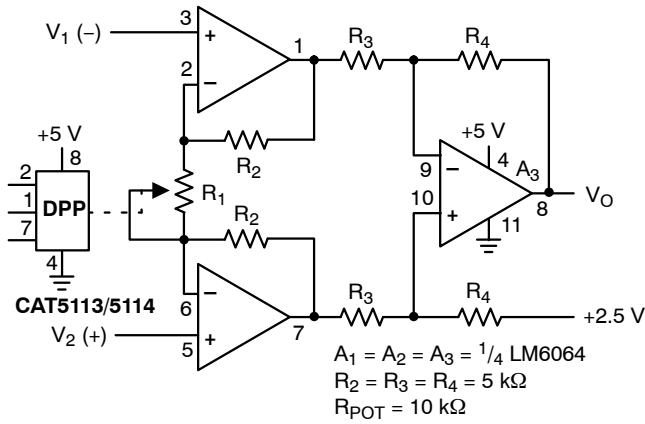 V1 (–)
3
+
1
R3
R4
2
–
+5 V
8
R2
2
1
7
DPP
R1
+5 V
4
A3
9
–
10
+
8
VO
11
R2
4
CAT5113/5114
6
–
7
R3
R4
+2.5 V
V2 (+)
5
+
A1 = A2 = A3 = 1/4 LM6064
R2 = R3 = R4 = 5 kΩ
RPOT = 10 kΩ